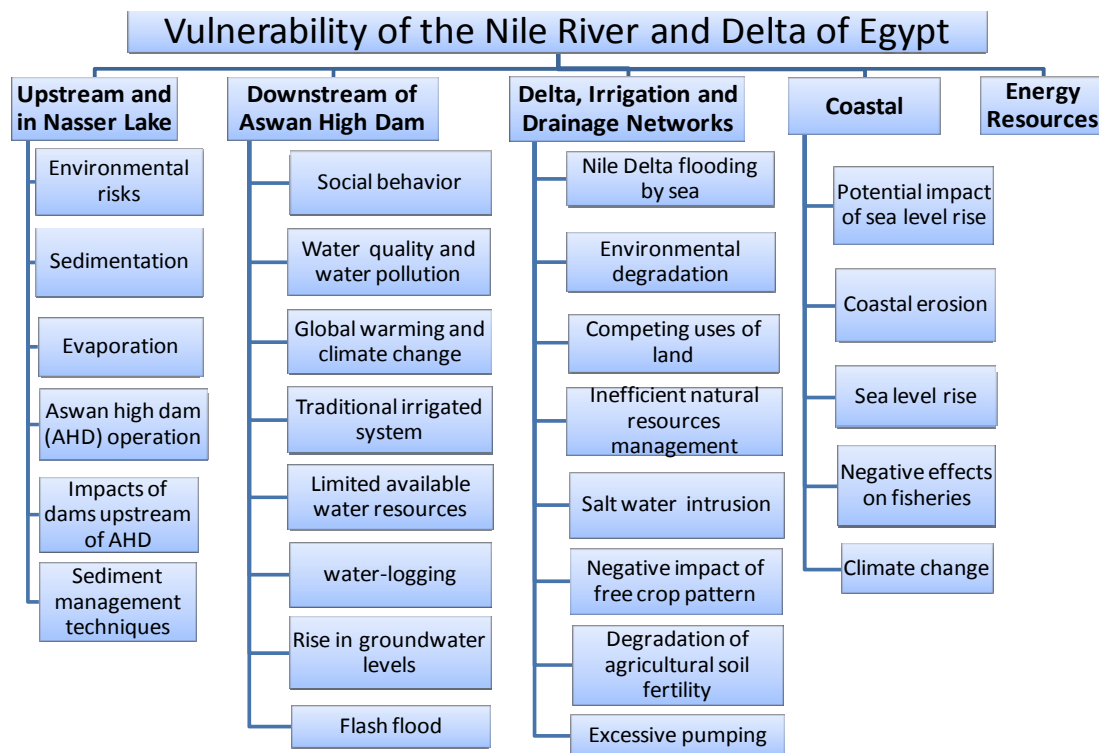 Vulnerability of the Nile River and Delta of Egypt
Upstream and
in Nasser Lake
Environmental
risks
Sedimentation
Evaporation
Aswan high dam
(AHD) operation
Impacts of
dams upstream
of AHD
Sediment
management
techniques
Downstream of
Aswan High Dam
Social behavior
Water quality and
water pollution
Global warming and
climate change
Traditional irrigated
system
Limited available
water resources
water-logging
Rise in groundwater
levels
Flash flood
Delta, Irrigation and
Drainage Networks
Nile Delta flooding
by sea
Environmental
degradation
Competing uses of
land
Inefficient natural
resources
management
Salt water intrusion
Negative impact of
free crop pattern
Degradation of
agricultural soil
fertility
Excessive pumping
Coastal
Potential impact
of sea level rise
Coastal erosion
Sea level rise
Negative effects
on fisheries
Climate change
Energy
Resources